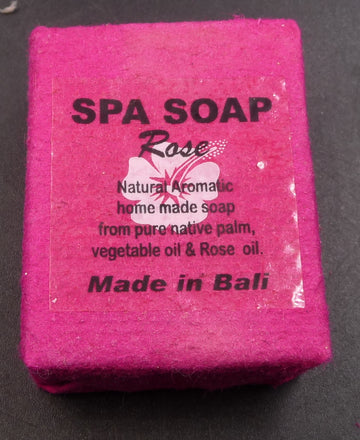 SPA SOAP
Rose
Natural Aromatic
home made soap
from pure native palm,
vegetable oil & Rose oil.
Made in Bali